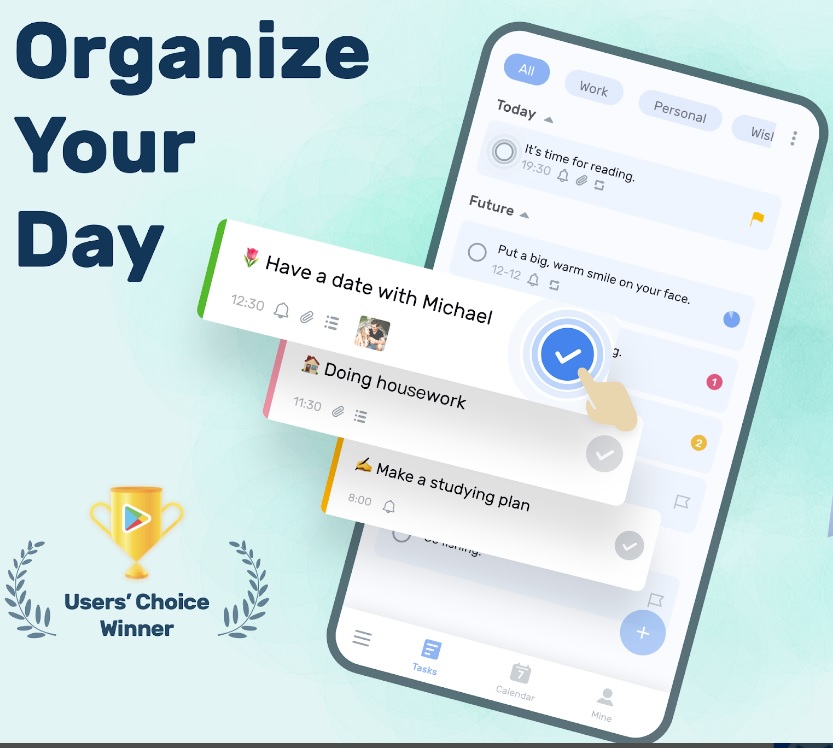 Organize
Your
Day
All
Work
Personal
Wisl
Today
It's time for reading.
19:30
Future
Put a big, warm smile on your face.
12-12
Have a date with Michael
12:30
g.
1
Doing housework
11:30
2
Make a studying plan
8:00
fishing.
Users' Choice
Winner
+
Tasks
7
Calendar
Mine